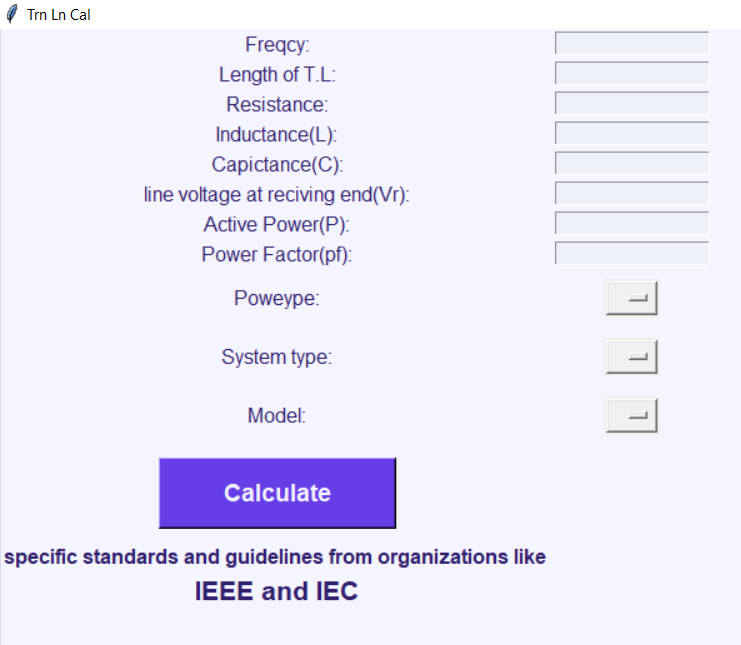 Trn Ln Cal
Freqcy:
Length of T.L:
Resistance:
Inductance(L):
Capictance(C):
line voltage at reciving end(Vr):
Active Power(P):
Power Factor(pf):
Poweype:
System type:
Model:
Calculate
specific standards and guidelines from organizations like
IEEE and IEC